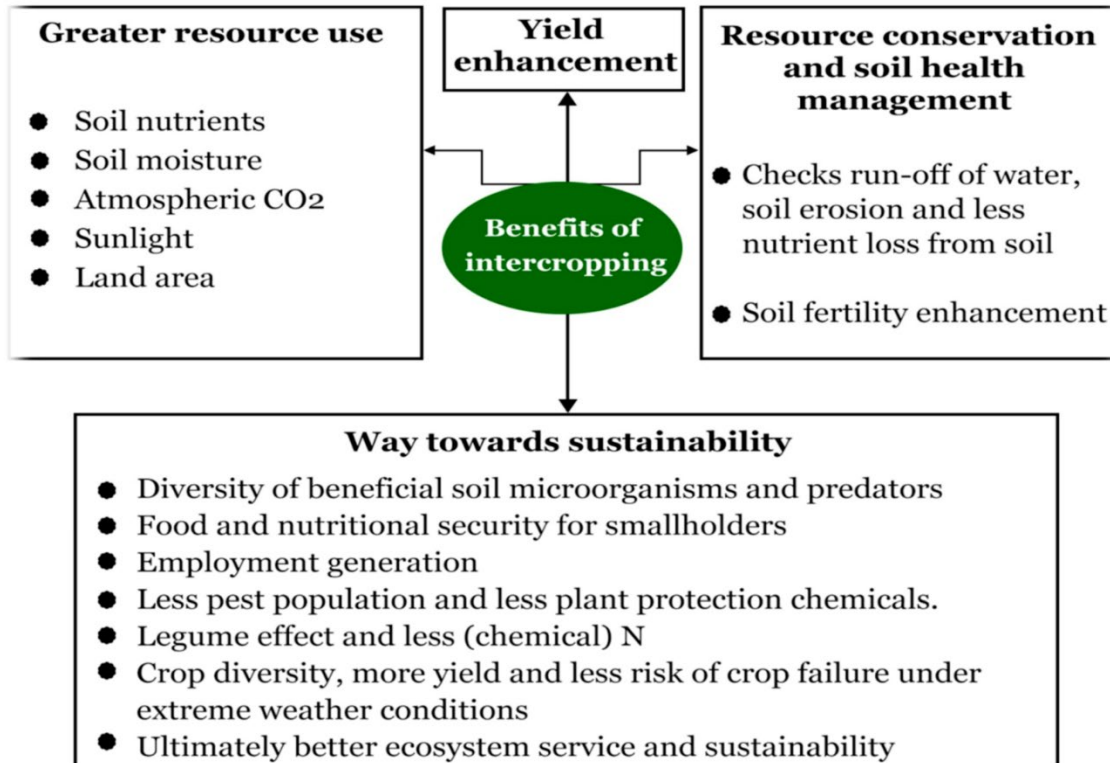 Greater resource use
● Soil nutrients
● Soil moisture
● Atmospheric CO2
● Sunlight
● Land area
Yield
enhancement
Resource conservation
and soil health
management
● Checks run-off of water,
soil erosion and less
nutrient loss from soil
● Soil fertility enhancement
Benefits of
intercropping
Way towards sustainability
● Diversity of beneficial soil microorganisms and predators
● Food and nutritional security for smallholders
● Employment generation
● Less pest population and less plant protection chemicals.
● Legume effect and less (chemical) N
● Crop diversity, more yield and less risk of crop failure under
extreme weather conditions
● Ultimately better ecosystem service and sustainability